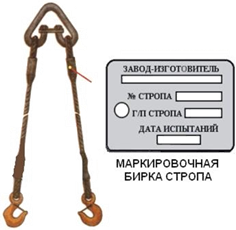 ЗАВОД-ИЗГОТОВИТЕЛЬ
№ СТРОПА
Г/П СТРОПА
ДАТА ИСПЫТАНИЙ
МАРКИРОВОЧНАЯ
БИРКА СТРОПА